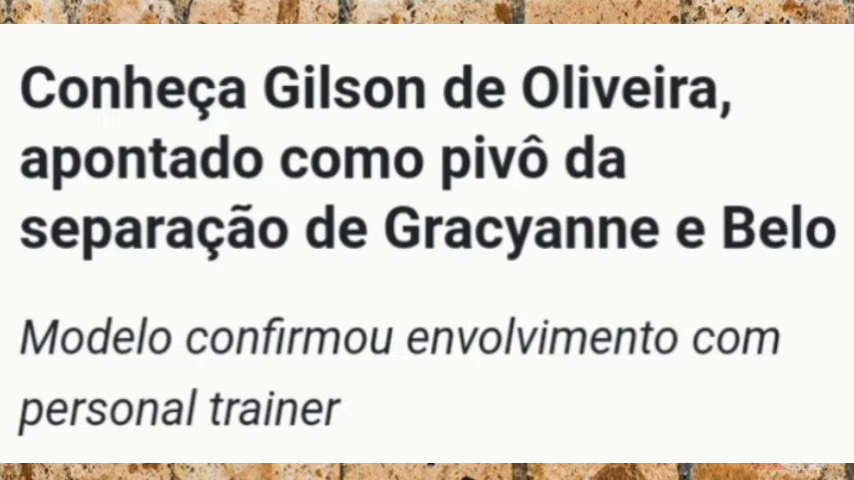 Conheça Gilson de Oliveira,
apontado como pivô da
separação de Gracyanne e Belo
Modelo confirmou envolvimento com
personal trainer